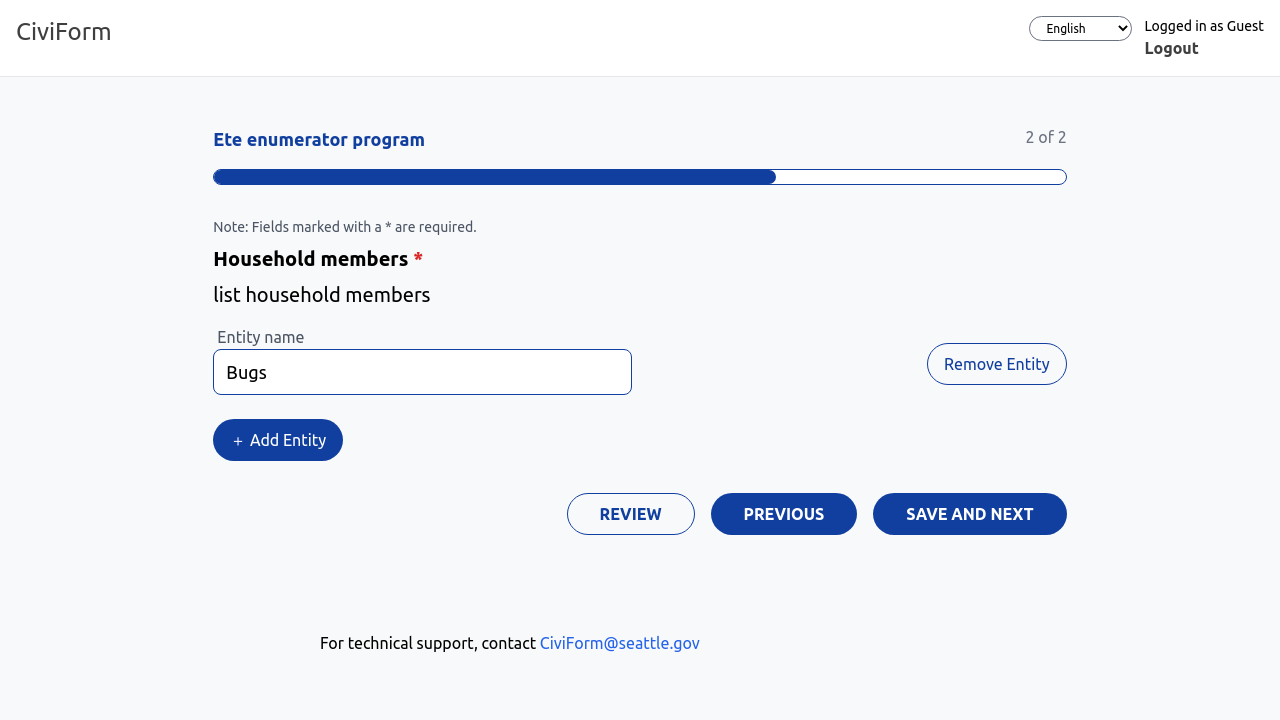 CiviForm
English
Logged in as Guest
Logout
Ete enumerator program
2 of 2
Note: Fields marked with a * are required.
Household members *
list household members
Entity name
Bugs
Remove Entity
+ Add Entity
REVIEW
PREVIOUS
SAVE AND NEXT
For technical support, contact CiviForm@seattle.gov